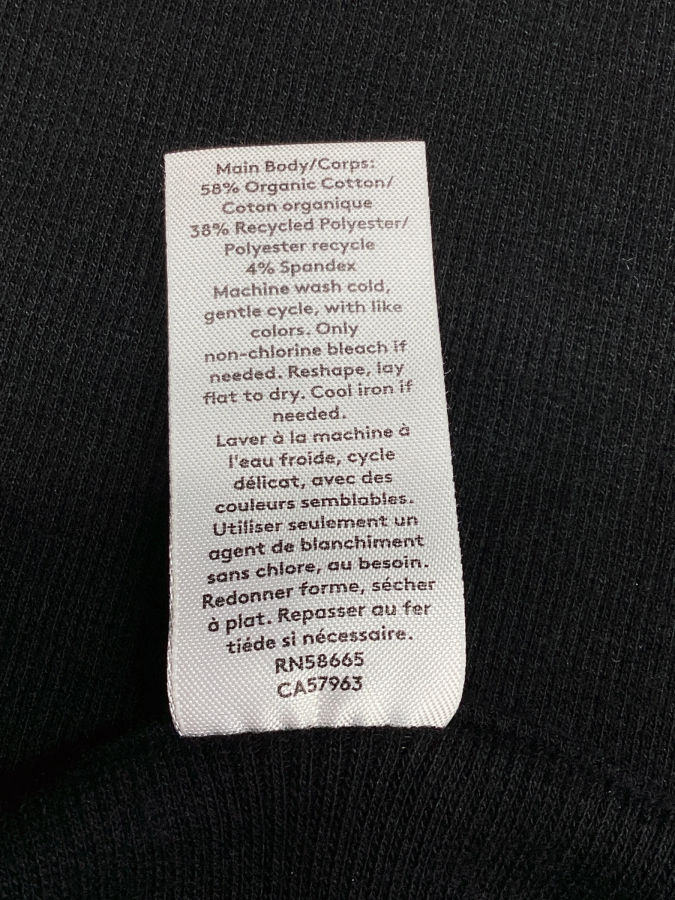 Main Body/Corps:
58% Organic Cotton/
Coton organique
38% Recycled Polyester/
Polyester recycle
4% Spandex
Machine wash cold,
gentle cycle, with like
colors. Only
non-chlorine bleach if
needed. Reshape, lay
flat to dry. Cool iron if
needed.
Laver à la machine à
l'eau froide, cycle
délicat, avec des
couleurs semblables.
Utiliser seulement un
agent de blanchiment
sans chlore, au besoin.
Redonner forme, sécher
à plat. Repasser au fer
tiéde si nécessaire.
RN58665
CA57963